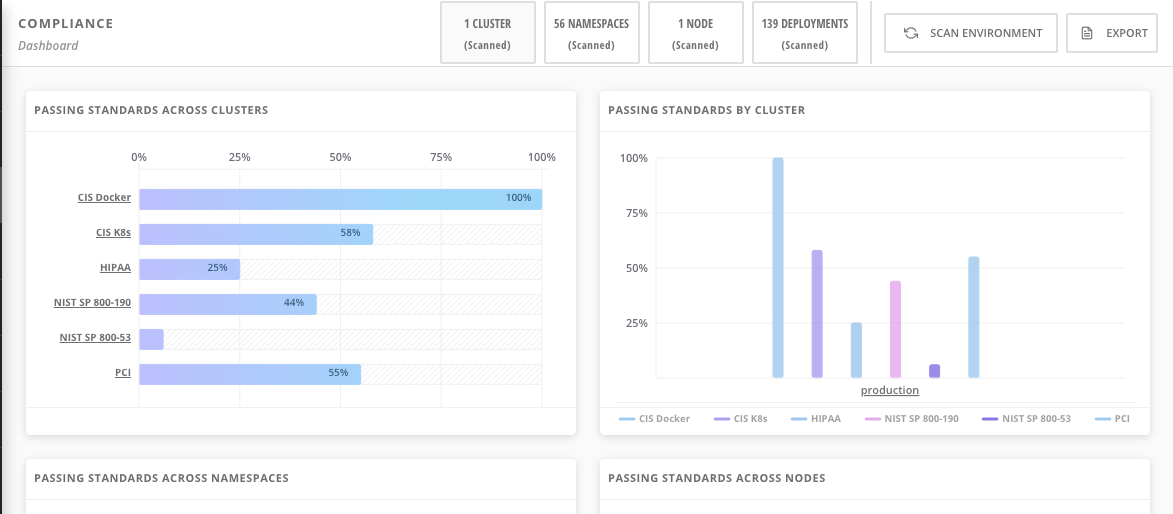 COMPLIANCE
Dashboard
1 CLUSTER
(Scanned)
56 NAMESPACES
(Scanned)
1 NODE
(Scanned)
139 DEPLOYMENTS
(Scanned)
SCAN ENVIRONMENT
EXPORT
PASSING STANDARDS ACROSS CLUSTERS
0% 25% 50% 75% 100%
CIS Docker 100%
CIS K8s 58%
HIPAA 25%
NIST SP 800-190 44%
NIST SP 800-53
PCI 55%
PASSING STANDARDS BY CLUSTER
100%
75%
50%
25%
production
CIS Docker CIS K8s HIPAA NIST SP 800-190 NIST SP 800-53 PCI
PASSING STANDARDS ACROSS NAMESPACES
PASSING STANDARDS ACROSS NODES